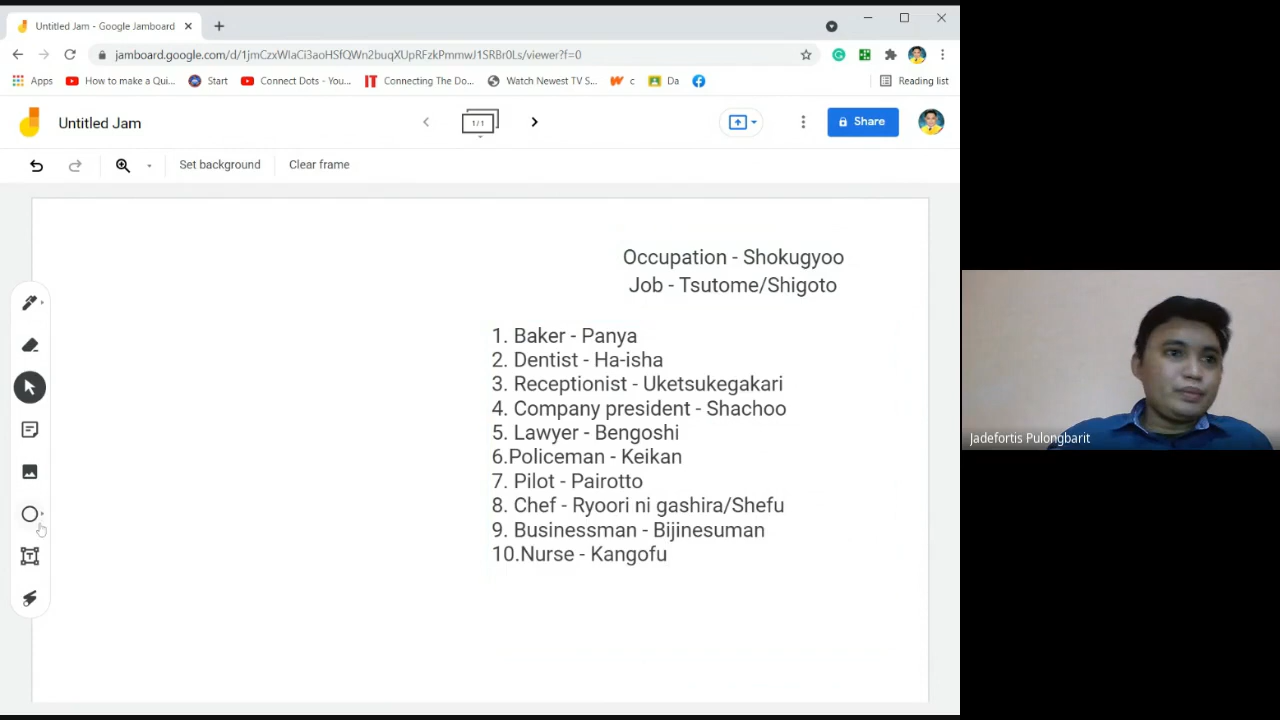 Untitled Jam - Google Jamboard
jamboard.google.com/d/1jmCzxWIaCi3aoHSfQWn2buqXUpRFzkPmmwJ1SRBr0Ls/viewer?f=0
Apps
How to make a Qui...
Start
Connect Dots - You...
IT
Connecting The Do...
Watch Newest TV S...
c
Da
Reading list
Untitled Jam
1/1
Share
Set background
Clear frame
Occupation - Shokugyoo
Job - Tsutome/Shigoto
1. Baker - Panya
2. Dentist - Ha-isha
3. Receptionist - Uketsukegakari
4. Company president - Shachoo
5. Lawyer - Bengoshi
6.Policeman - Keikan
7. Pilot - Pairotto
8. Chef - Ryoori ni gashira/Shefu
9. Businessman - Bijinesuman
10.Nurse - Kangofu
Jadefortis Pulongbarit